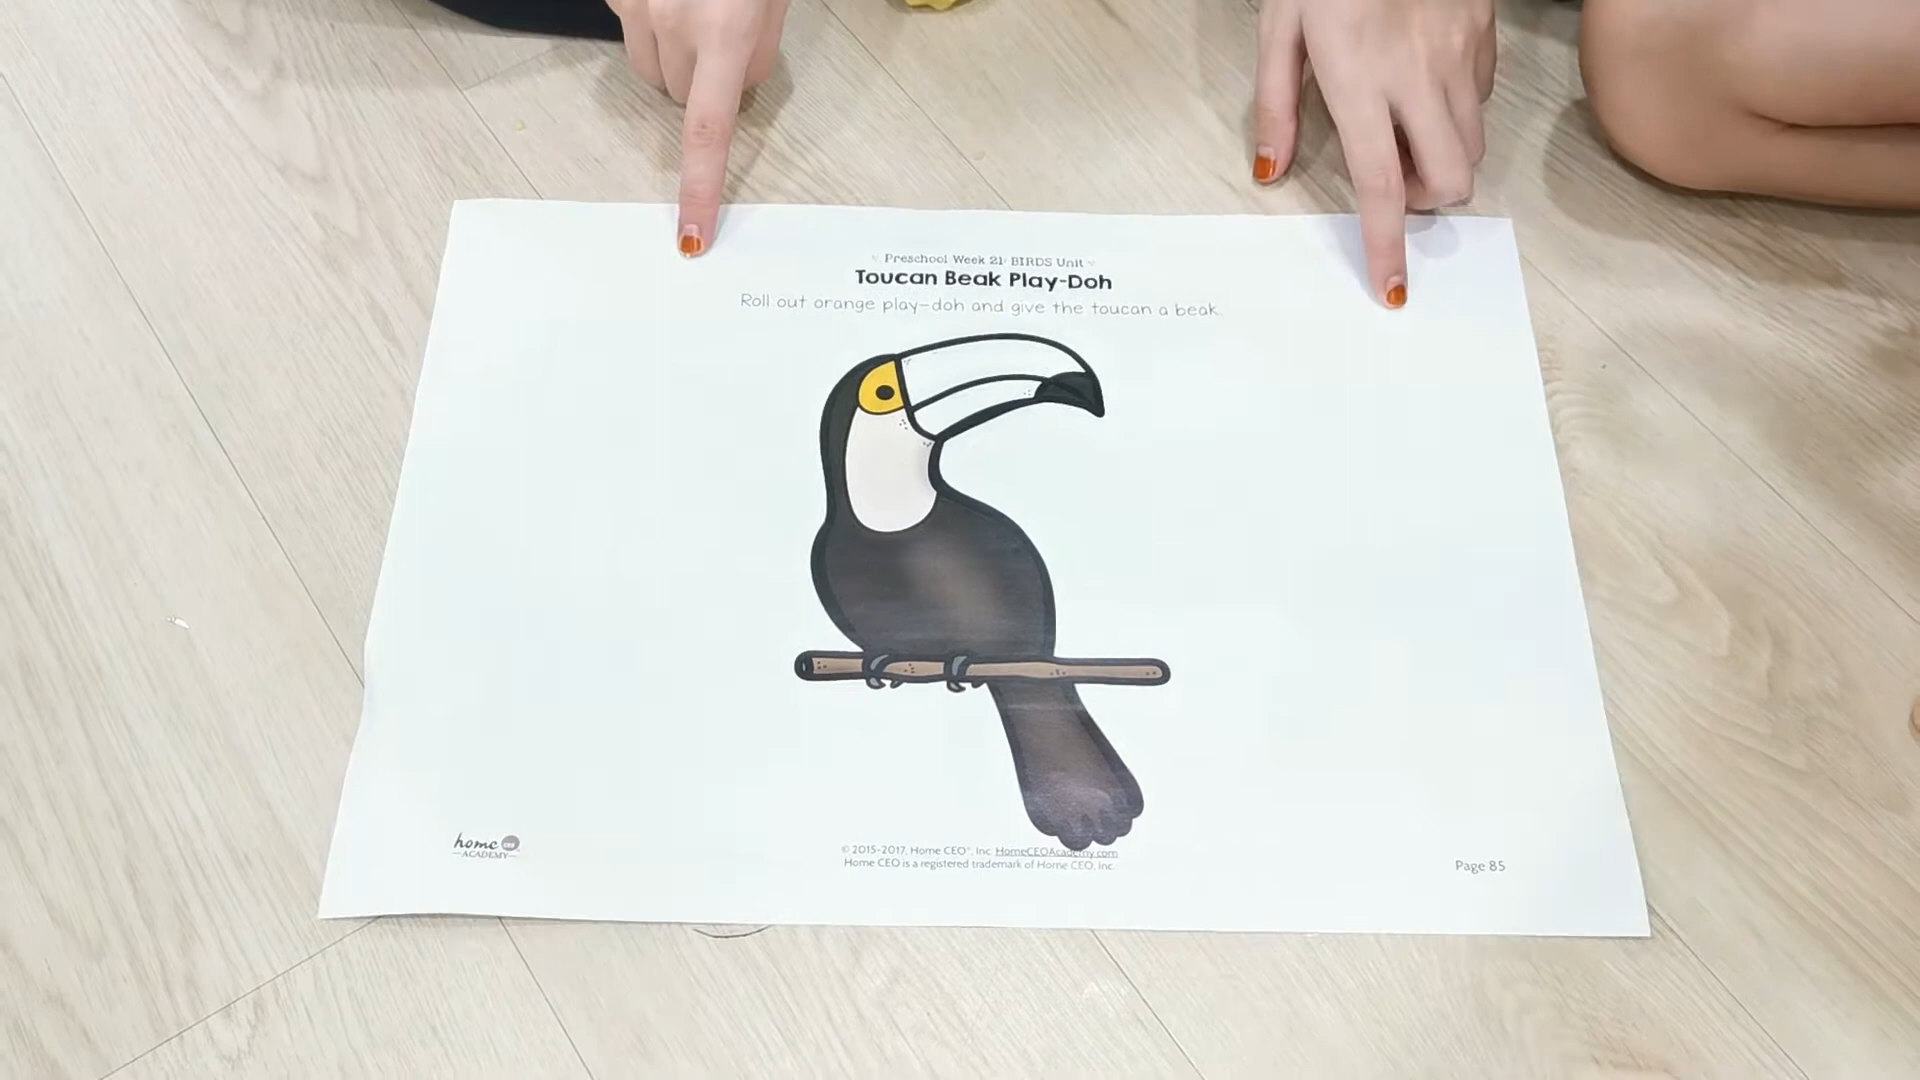 Preschool Week 21: BIRDS Unit
Toucan Beak Play-Doh
Roll out orange play-doh and give the toucan a beak.
home CEO
ACADEMY
© 2015-2017, Home CEO®, Inc. HomeCEOAcademy.com
Home CEO is a registered trademark of Home CEO, Inc.
Page 85